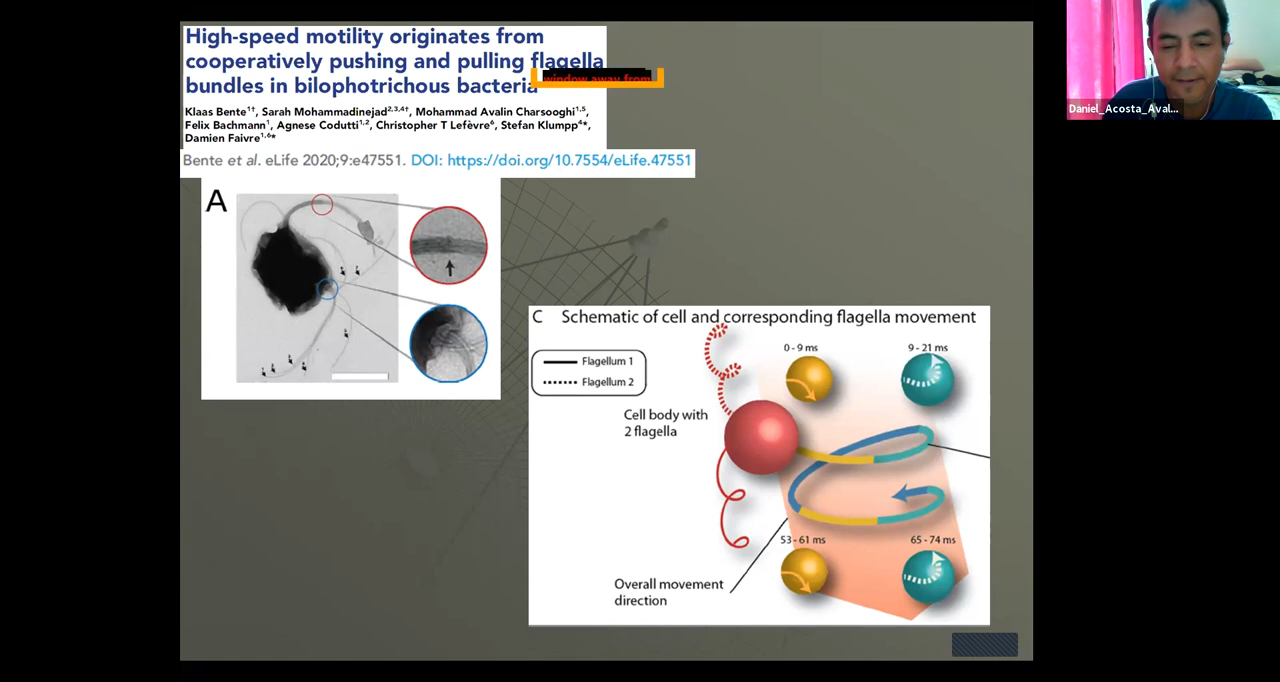 High-speed motility originates from
cooperatively pushing and pulling flagella
bundles in bilophotrichous bacteria
window away from
Klaas Bente1†, Sarah Mohammadinejad2,3,4†, Mohammad Avalin Charsooghi1,5,
Felix Bachmann1, Agnese Codutti1,2, Christopher T Lefèvre6, Stefan Klumpp4*,
Damien Faivre1,6*
Bente et al. eLife 2020;9:e47551. DOI: https://doi.org/10.7554/eLife.47551
Daniel_Acosta_Aval...
A
C Schematic of cell and corresponding flagella movement
Flagellum 1
Flagellum 2
0 - 9 ms
9 - 21 ms
Cell body with
2 flagella
53 - 61 ms
65 - 74 ms
Overall movement
direction